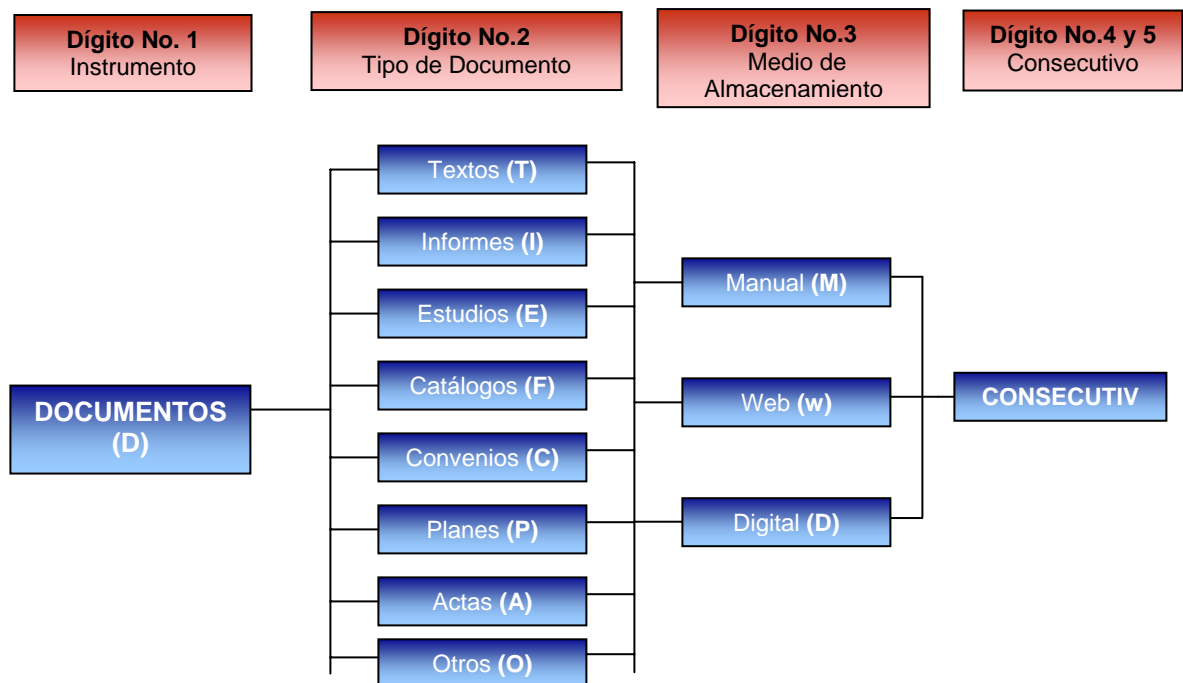 Dígito No. 1
Instrumento
Dígito No.2
Tipo de Documento
Dígito No.3
Medio de
Almacenamiento
Dígito No.4 y 5
Consecutivo
DOCUMENTOS
(D)
Textos (T)
Informes (I)
Estudios (E)
Catálogos (F)
Convenios (C)
Planes (P)
Actas (A)
Otros (O)
Manual (M)
Web (w)
Digital (D)
CONSECUTIV